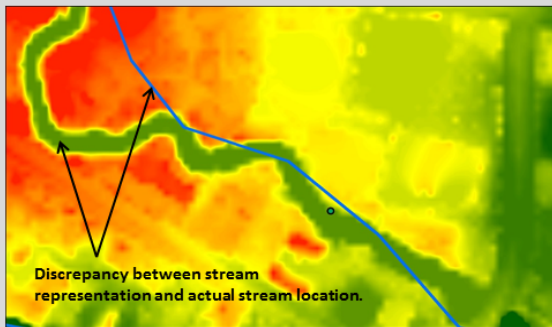 Discrepancy between stream
representation and actual stream location.